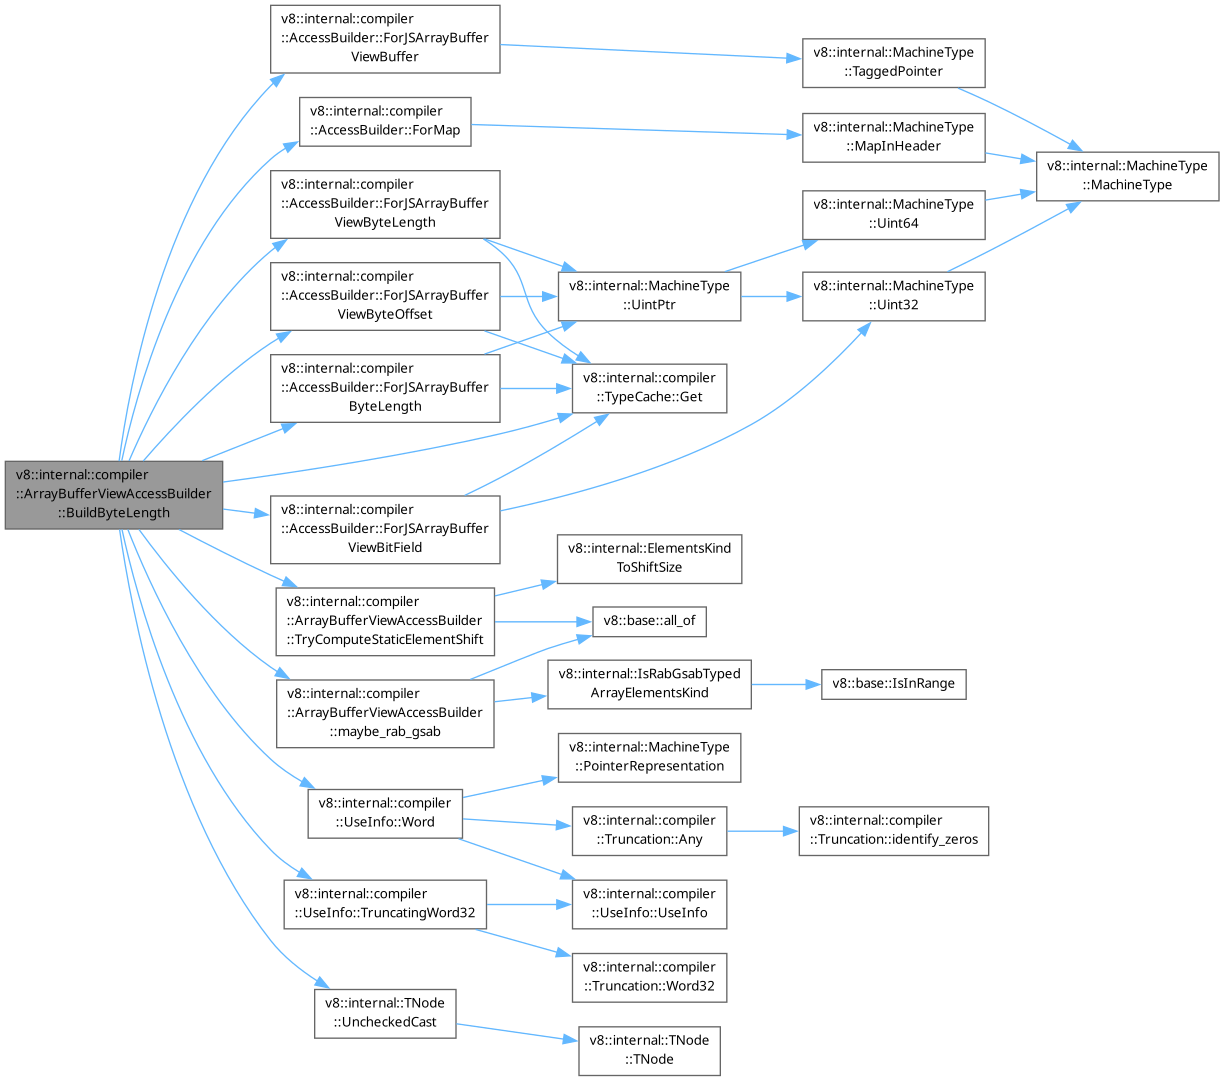 v8::internal::compiler
::AccessBuilder::ForJSArrayBuffer
ViewBuffer
v8::internal::MachineType
::TaggedPointer
v8::internal::compiler
::AccessBuilder::ForMap
v8::internal::MachineType
::MapInHeader
v8::internal::MachineType
::MachineType
v8::internal::compiler
::AccessBuilder::ForJSArrayBuffer
ViewByteLength
v8::internal::MachineType
::Uint64
v8::internal::compiler
::AccessBuilder::ForJSArrayBuffer
ViewByteOffset
v8::internal::MachineType
::UintPtr
v8::internal::MachineType
::Uint32
v8::internal::compiler
::AccessBuilder::ForJSArrayBuffer
ByteLength
v8::internal::compiler
::TypeCache::Get
v8::internal::compiler
::ArrayBufferViewAccessBuilder
::BuildByteLength
v8::internal::compiler
::AccessBuilder::ForJSArrayBuffer
ViewBitField
v8::internal::ElementsKind
ToShiftSize
v8::internal::compiler
::ArrayBufferViewAccessBuilder
::TryComputeStaticElementShift
v8::base::all_of
v8::internal::compiler
::ArrayBufferViewAccessBuilder
::maybe_rab_gsab
v8::internal::IsRabGsabTyped
ArrayElementsKind
v8::base::IsInRange
v8::internal::MachineType
::PointerRepresentation
v8::internal::compiler
::UseInfo::Word
v8::internal::compiler
::Truncation::Any
v8::internal::compiler
::Truncation::identify_zeros
v8::internal::compiler
::UseInfo::TruncatingWord32
v8::internal::compiler
::UseInfo::UseInfo
v8::internal::compiler
::Truncation::Word32
v8::internal::TNode
::UncheckedCast
v8::internal::TNode
::TNode